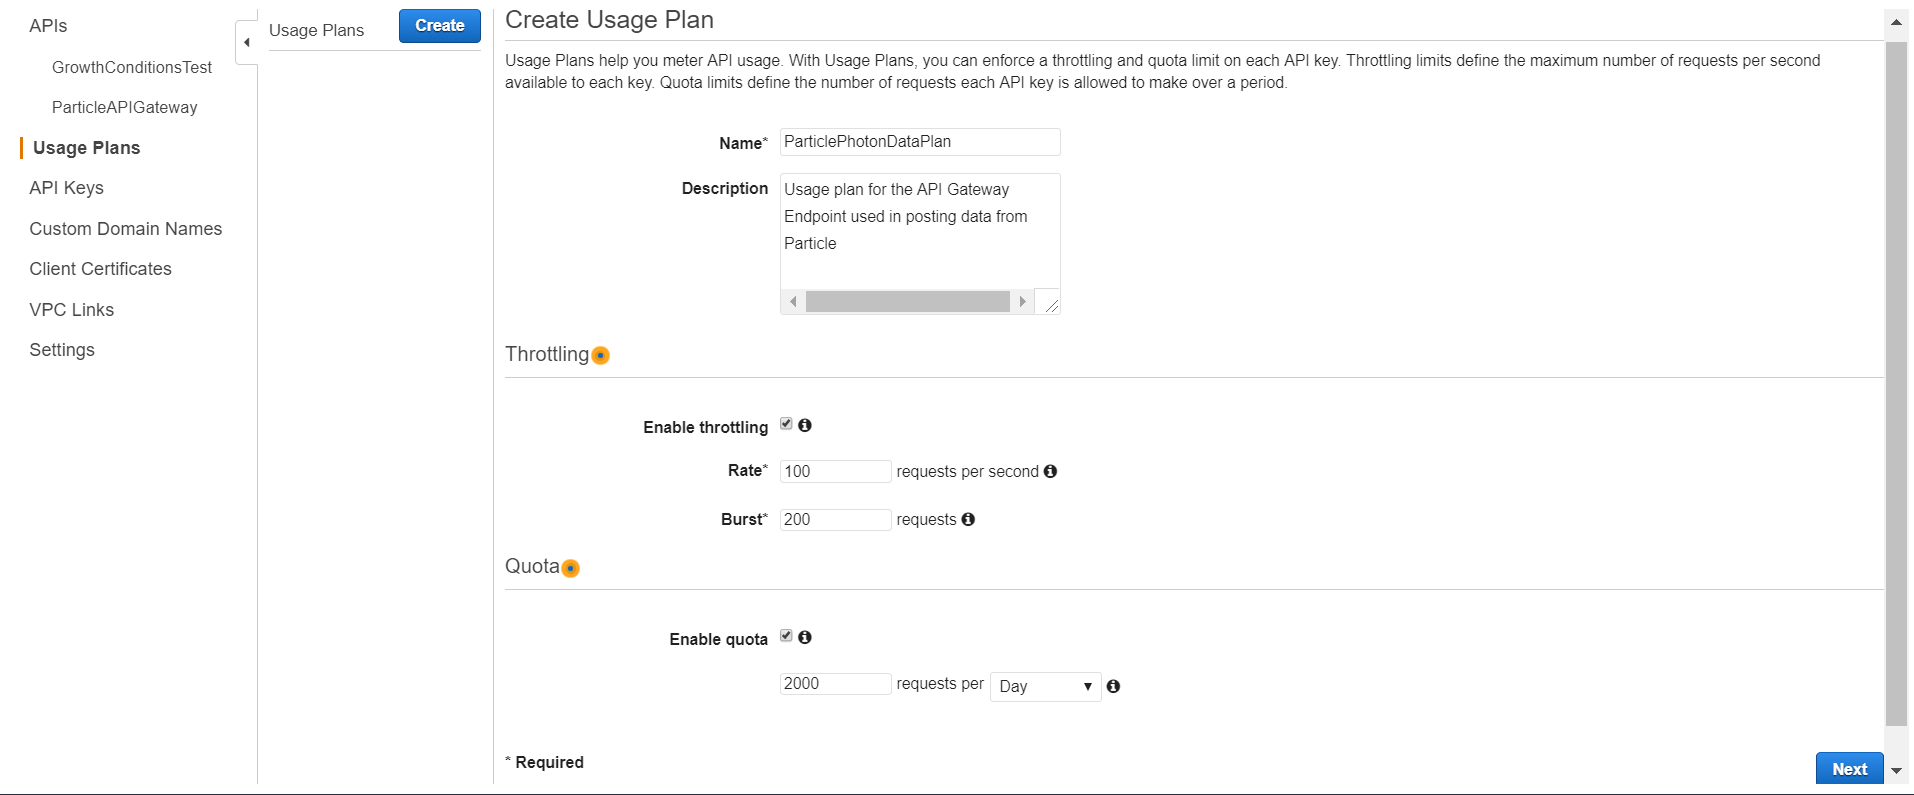 APIs
GrowthConditionsTest
ParticleAPIGateway
Usage Plans
API Keys
Custom Domain Names
Client Certificates
VPC Links
Settings
Usage Plans
Create
Create Usage Plan
Usage Plans help you meter API usage. With Usage Plans, you can enforce a throttling and quota limit on each API key. Throttling limits define the maximum number of requests per second
available to each key. Quota limits define the number of requests each API key is allowed to make over a period.
Name* ParticlePhotonDataPlan
Description Usage plan for the API Gateway
Endpoint used in posting data from
Particle
Throttling
Enable throttling
Rate* 100 requests per second
Burst* 200 requests
Quota
Enable quota
2000 requests per Day
* Required
Next